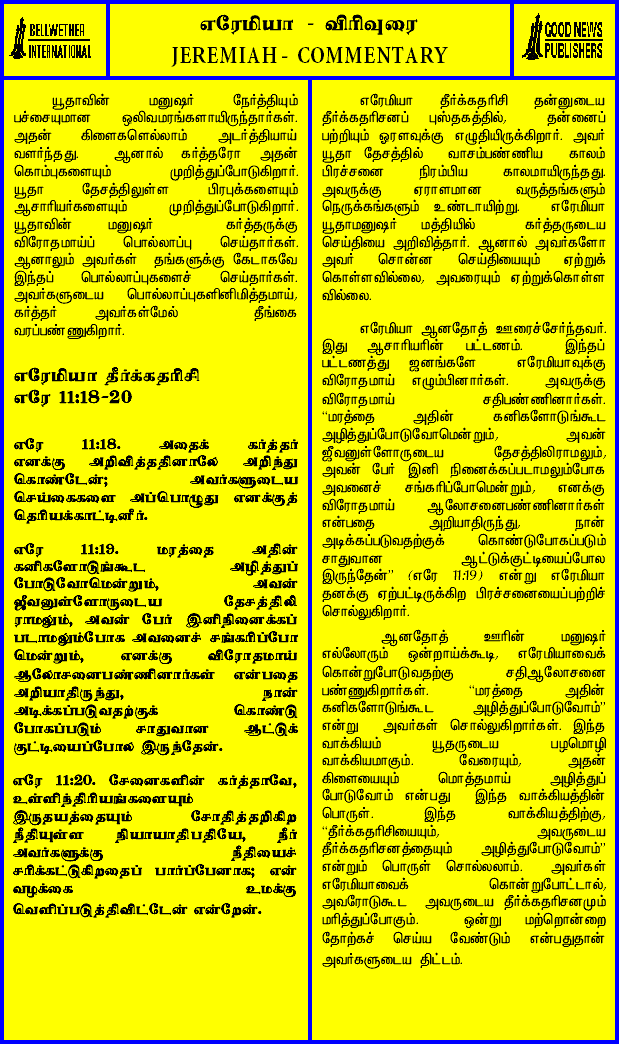 BELLWETHER
INTERNATIONAL
எரேமியா - விரிவுரை
JEREMIAH - COMMENTARY
GOOD NEWS
PUBLISHERS
யூதாவின் மனுஷர் நேர்த்தியும்
பச்சையுமான ஒலிவமரங்களாயிருந்தார்கள்.
அதன் கிளைகளெல்லாம் அடர்த்தியாய்
வளர்ந்தது. ஆனால் கர்த்தரோ அதன்
கொம்புகளையும் முறித்துப்போடுகிறார்.
யூதா தேசத்திலுள்ள பிரபுக்களையும்
ஆசாரியர்களையும் முறித்துப்போடுகிறார்.
யூதாவின் மனுஷர் கர்த்தருக்கு
விரோதமாய்ப் பொல்லாப்பு செய்தார்கள்.
ஆனாலும் அவர்கள் தங்களுக்கு கேடாகவே
இந்தப் பொல்லாப்புகளைச் செய்தார்கள்.
அவர்களுடைய பொல்லாப்புகளினிமித்தமாய்,
கர்த்தர் அவர்கள்மேல் தீங்கை
வரப்பண்ணுகிறார்.
எரேமியா தீர்க்கதரிசி
எரே 11:18-20
எரே 11:18. அதைக் கர்த்தர்
எனக்கு அறிவித்ததினாலே அறிந்து
கொண்டேன்; அவர்களுடைய
செய்கைகளை அப்பொழுது எனக்குத்
தெரியக்காட்டினீர்.
எரே 11:19. மரத்தை அதின்
கனிகளோடுங்கூட அழித்துப்
போடுவோமென்றும், அவன்
ஜீவனுள்ளோருடைய தேசத்திலி
ராமலும், அவன் பேர் இனிநினைக்கப்
படாமலும்போக அவனைச் சங்கரிப்போ
மென்றும், எனக்கு விரோதமாய்
ஆலோசனைபண்ணினார்கள் என்பதை
அறியாதிருந்து, நான்
அடிக்கப்படுவதற்குக் கொண்டு
போகப்படும் சாதுவான ஆட்டுக்
குட்டியைப்போல இருந்தேன்.
எரே 11:20. சேனைகளின் கர்த்தாவே,
உள்ளிந்திரியங்களையும்
இருதயத்தையும் சோதித்தறிகிற
நீதியுள்ள நியாயாதிபதியே, நீர்
அவர்களுக்கு நீதியைச்
சரிக்கட்டுகிறதைப் பார்ப்பேனாக; என்
வழக்கை உமக்கு
வெளிப்படுத்திவிட்டேன் என்றேன்.
எரேமியா தீர்க்கதரிசி தன்னுடைய
தீர்க்கதரிசனப் புஸ்தகத்தில், தன்னைப்
பற்றியும் ஓரளவுக்கு எழுதியிருக்கிறார். அவர்
யூதா தேசத்தில் வாசம்பண்ணிய காலம்
பிரச்சனை நிரம்பிய காலமாயிருந்தது.
அவருக்கு ஏராளமான வருத்தங்களும்
நெருக்கங்களும் உண்டாயிற்று. எரேமியா
யூதாமனுஷர் மத்தியில் கர்த்தருடைய
செய்தியை அறிவித்தார். ஆனால் அவர்களோ
அவர் சொன்ன செய்தியையும் ஏற்றுக்
கொள்ளவில்லை, அவரையும் ஏற்றுக்கொள்ள
வில்லை.
எரேமியா ஆனதோத் ஊரைச்சேர்ந்தவர்.
இது ஆசாரியரின் பட்டணம். இந்தப்
பட்டணத்து ஜனங்களே எரேமியாவுக்கு
விரோதமாய் எழும்பினார்கள். அவருக்கு
விரோதமாய் சதிபண்ணினார்கள்.
“மரத்தை அதின் கனிகளோடுங்கூட
அழித்துப்போடுவோமென்றும், அவன்
ஜீவனுள்ளோருடைய தேசத்திலிராமலும்,
அவன் பேர் இனி நினைக்கப்படாமலும்போக
அவனைச் சங்கரிப்போமென்றும், எனக்கு
விரோதமாய் ஆலோசனைபண்ணினார்கள்
என்பதை அறியாதிருந்து, நான்
அடிக்கப்படுவதற்குக் கொண்டுபோகப்படும்
சாதுவான ஆட்டுக்குட்டியைப்போல
இருந்தேன்” (எரே 11:19) என்று எரேமியா
தனக்கு ஏற்பட்டிருக்கிற பிரச்சனையைப்பற்றிச்
சொல்லுகிறார்.
ஆனதோத் ஊரின் மனுஷர்
எல்லோரும் ஒன்றாய்க்கூடி, எரேமியாவைக்
கொன்றுபோடுவதற்கு சதிஆலோசனை
பண்ணுகிறார்கள். “மரத்தை அதின்
கனிகளோடுங்கூட அழித்துப்போடுவோம்”
என்று அவர்கள் சொல்லுகிறார்கள். இந்த
வாக்கியம் யூதருடைய பழமொழி
வாக்கியமாகும். வேரையும், அதன்
கிளையையும் மொத்தமாய் அழித்துப்
போடுவோம் என்பது இந்த வாக்கியத்தின்
பொருள். இந்த வாக்கியத்திற்கு,
“தீர்க்கதரிசியையும், அவருடைய
தீர்க்கதரிசனத்தையும் அழித்துபோடுவோம்”
என்றும் பொருள் சொல்லலாம். அவர்கள்
எரேமியாவைக் கொன்றுபோட்டால்,
அவரோடுகூட அவருடைய தீர்க்கதரிசனமும்
மரித்துப்போகும். ஒன்று மற்றொன்றை
தோற்கச் செய்ய வேண்டும் என்பதுதான்
அவர்களுடைய திட்டம்.